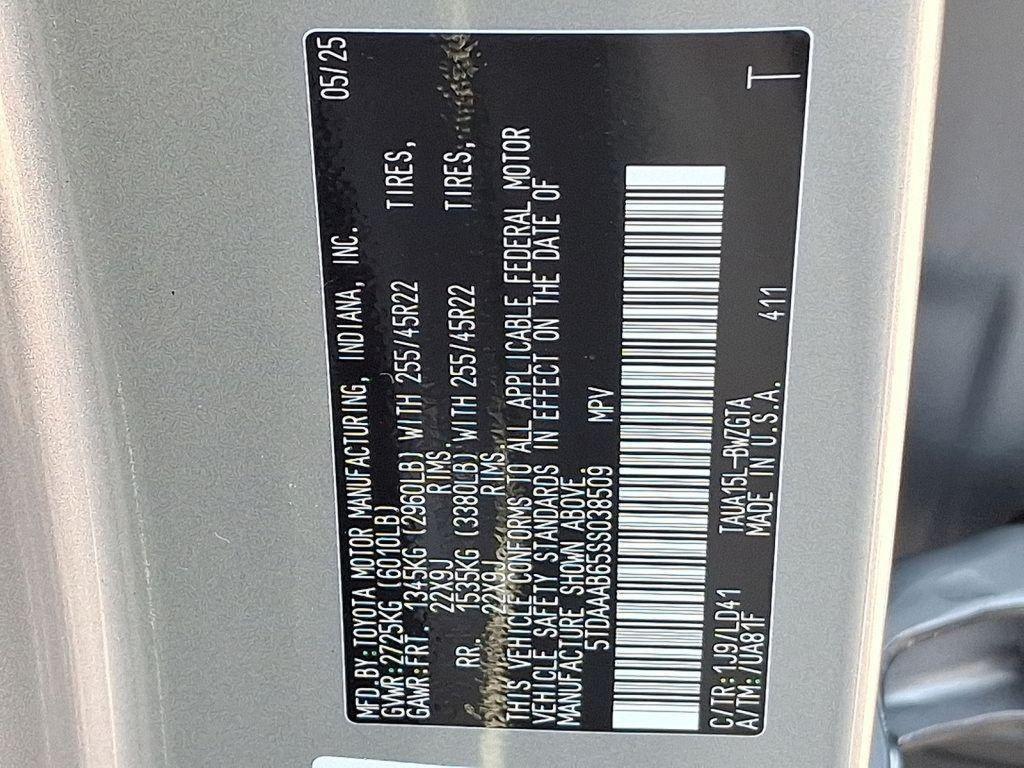 05/25
MFD.BY:TOYOTA MOTOR MANUFACTURING, INDIANA, INC.
GVWR:2725KG (6010LB)
GAWR:FRT. 1345KG (2960LB) WITH 255/45R22 TIRES,
22X9J RIMS.
RR. 1535KG (3380LB) WITH 255/45R22 TIRES,
22X9J RIMS.
THIS VEHICLE CONFORMS TO ALL APPLICABLE FEDERAL MOTOR
VEHICLE SAFETY STANDARDS IN EFFECT ON THE DATE OF
MANUFACTURE SHOWN ABOVE.
5TDAAAB65SS038509 MPV
C/TR:1J9/LD41 TAUA15L-BWZGTA 411
A/TM:/UA81F MADE IN U.S.A. T